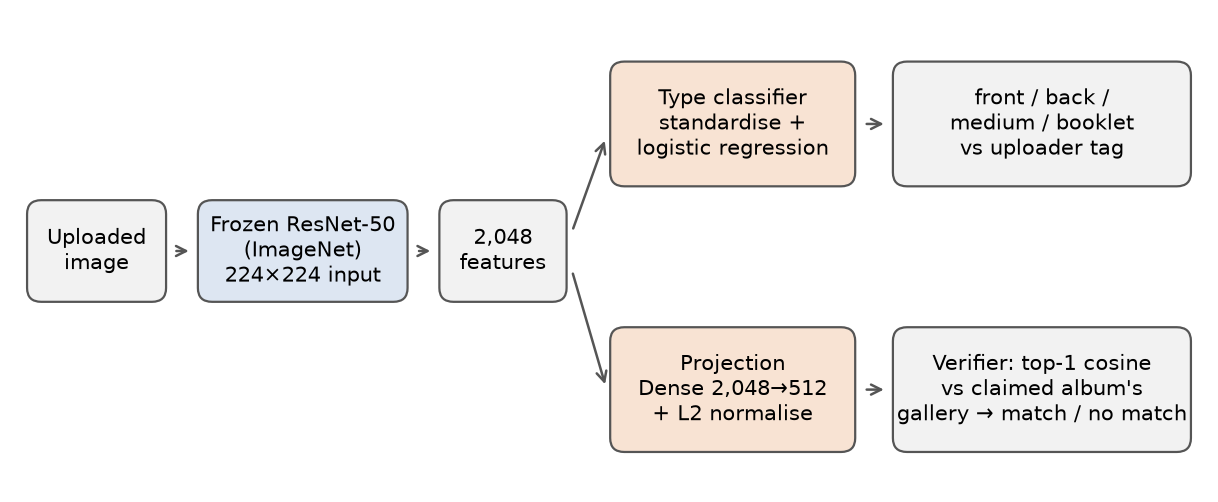 Uploaded
image
Frozen ResNet-50
(ImageNet)
224×224 input
2,048
features
Type classifier
standardise +
logistic regression
front / back /
medium / booklet
vs uploader tag
Projection
Dense 2,048→512
+ L2 normalise
Verifier: top-1 cosine
vs claimed album's
gallery → match / no match